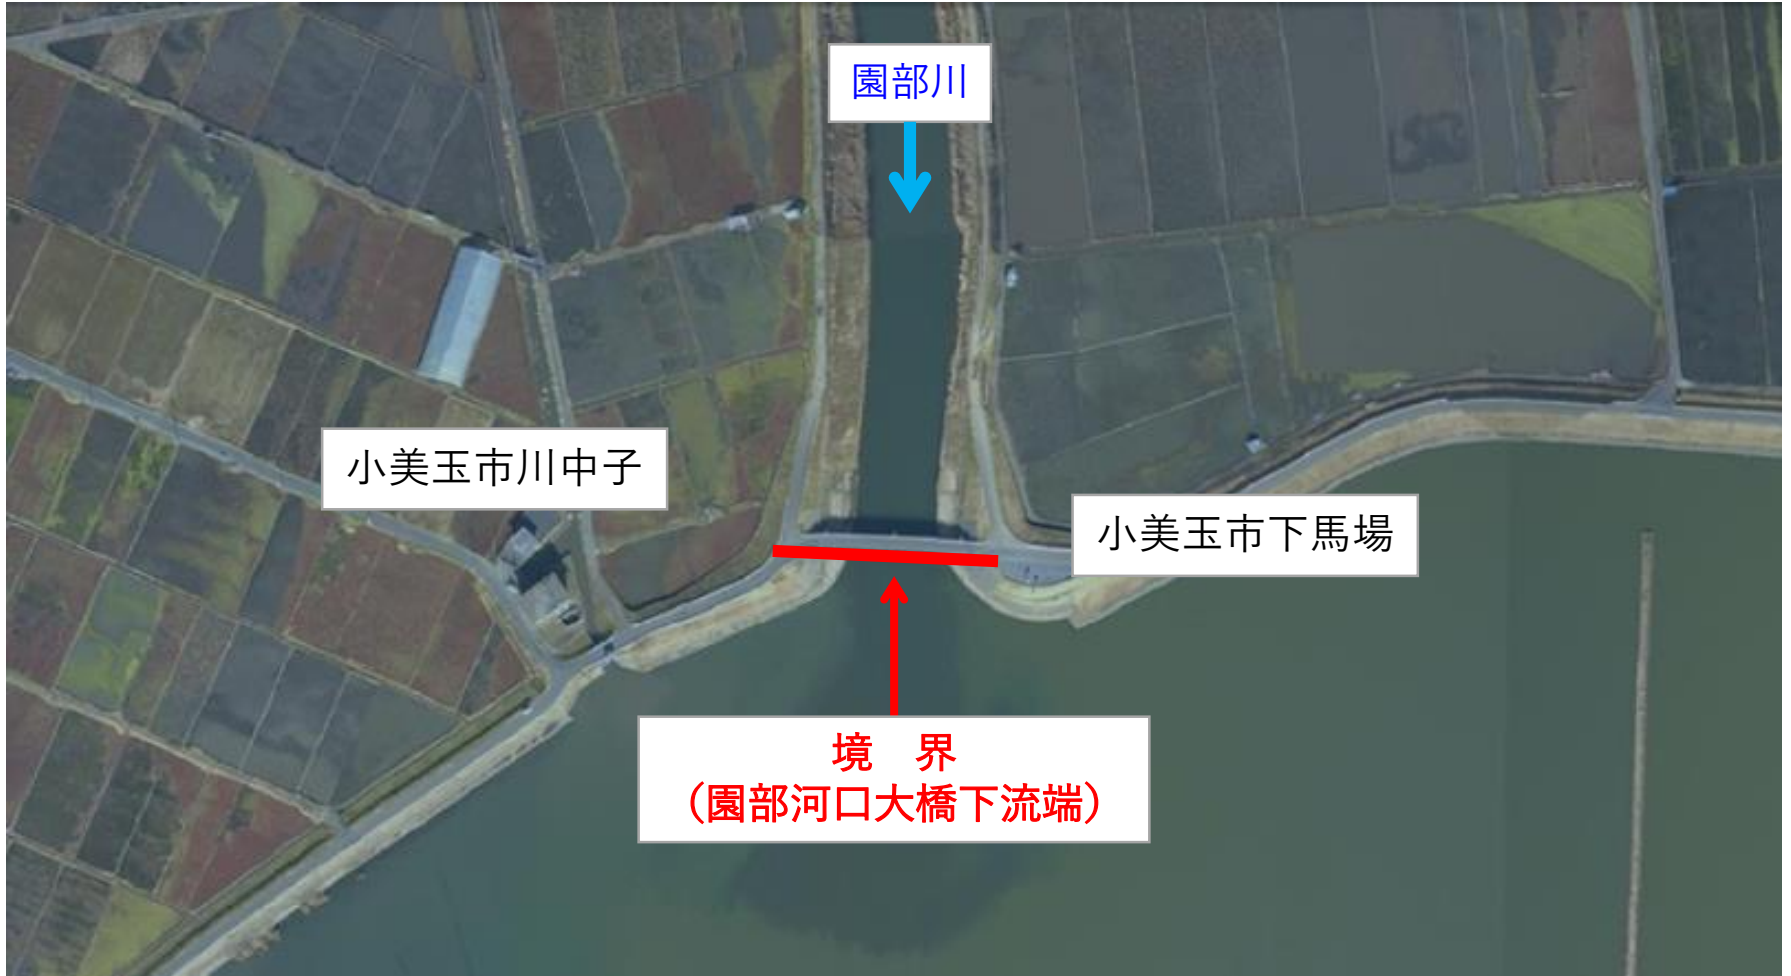 園部川
小美玉市川中子
小美玉市下馬場
境　界
（園部河口大橋下流端）